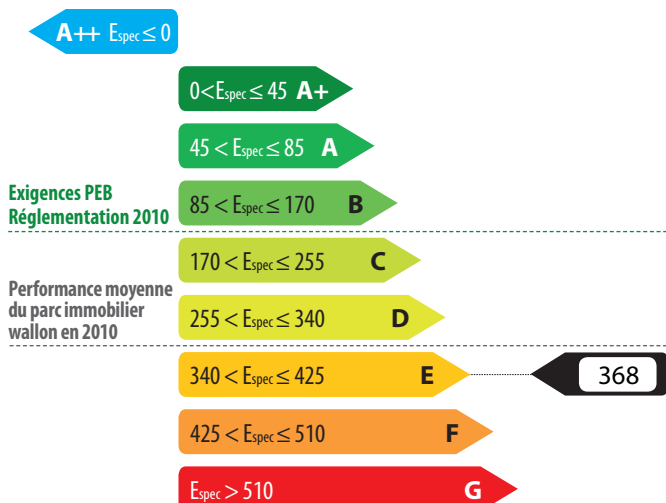 A++ Espec ≤ 0
0<Espec ≤ 45 A+
45 < Espec ≤ 85 A
Exigences PEB
Réglementation 2010
85 < Espec ≤ 170 B
170 < Espec ≤ 255 C
Performance moyenne
du parc immobilier
wallon en 2010
255 < Espec ≤ 340 D
340 < Espec ≤ 425 E 368
425 < Espec ≤ 510 F
Espec > 510 G